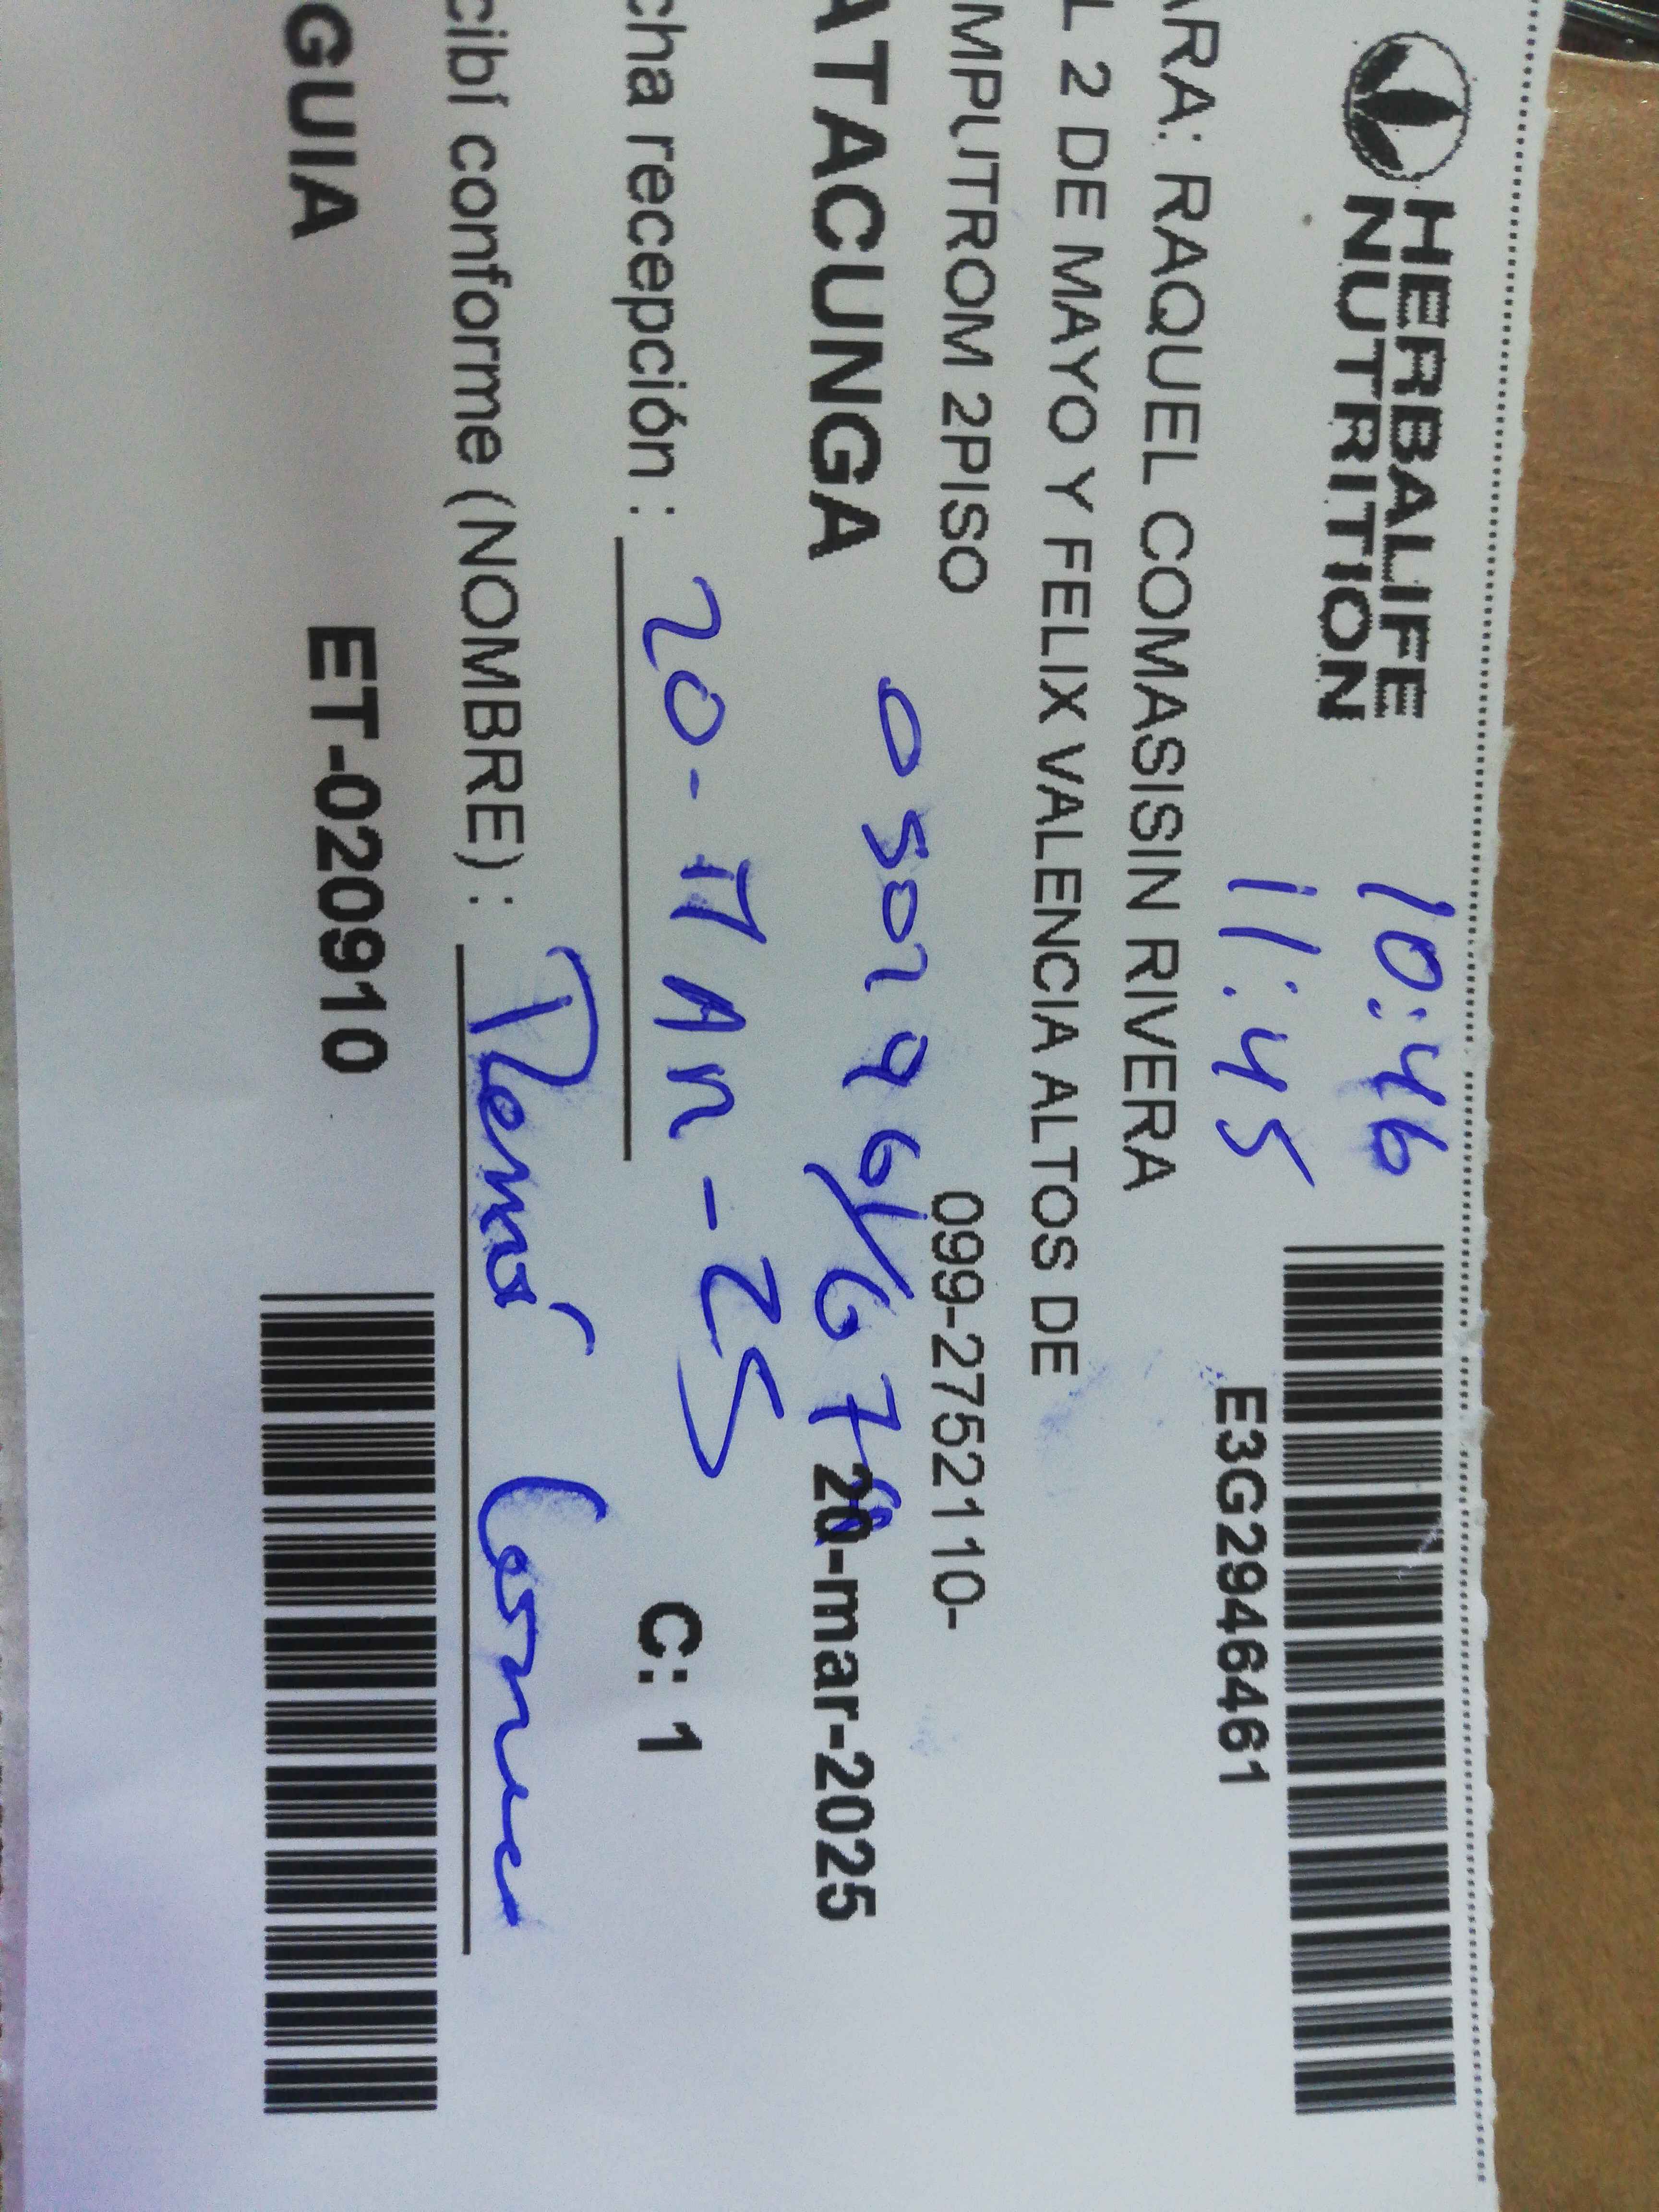 HERBALIFE
NUTRITION
10:46
11:45
E3G2946461
ARA: RAQUEL COMASISIN RIVERA
L 2 DE MAYO Y FELIX VALENCIA ALTOS DE
MPUTROM 2PISO 099-2752110-
ATACUNGA 20-mar-2025
cha recepción : 20-MAR-25 C: 1
cibí conforme (NOMBRE) :
GUIA ET-020910